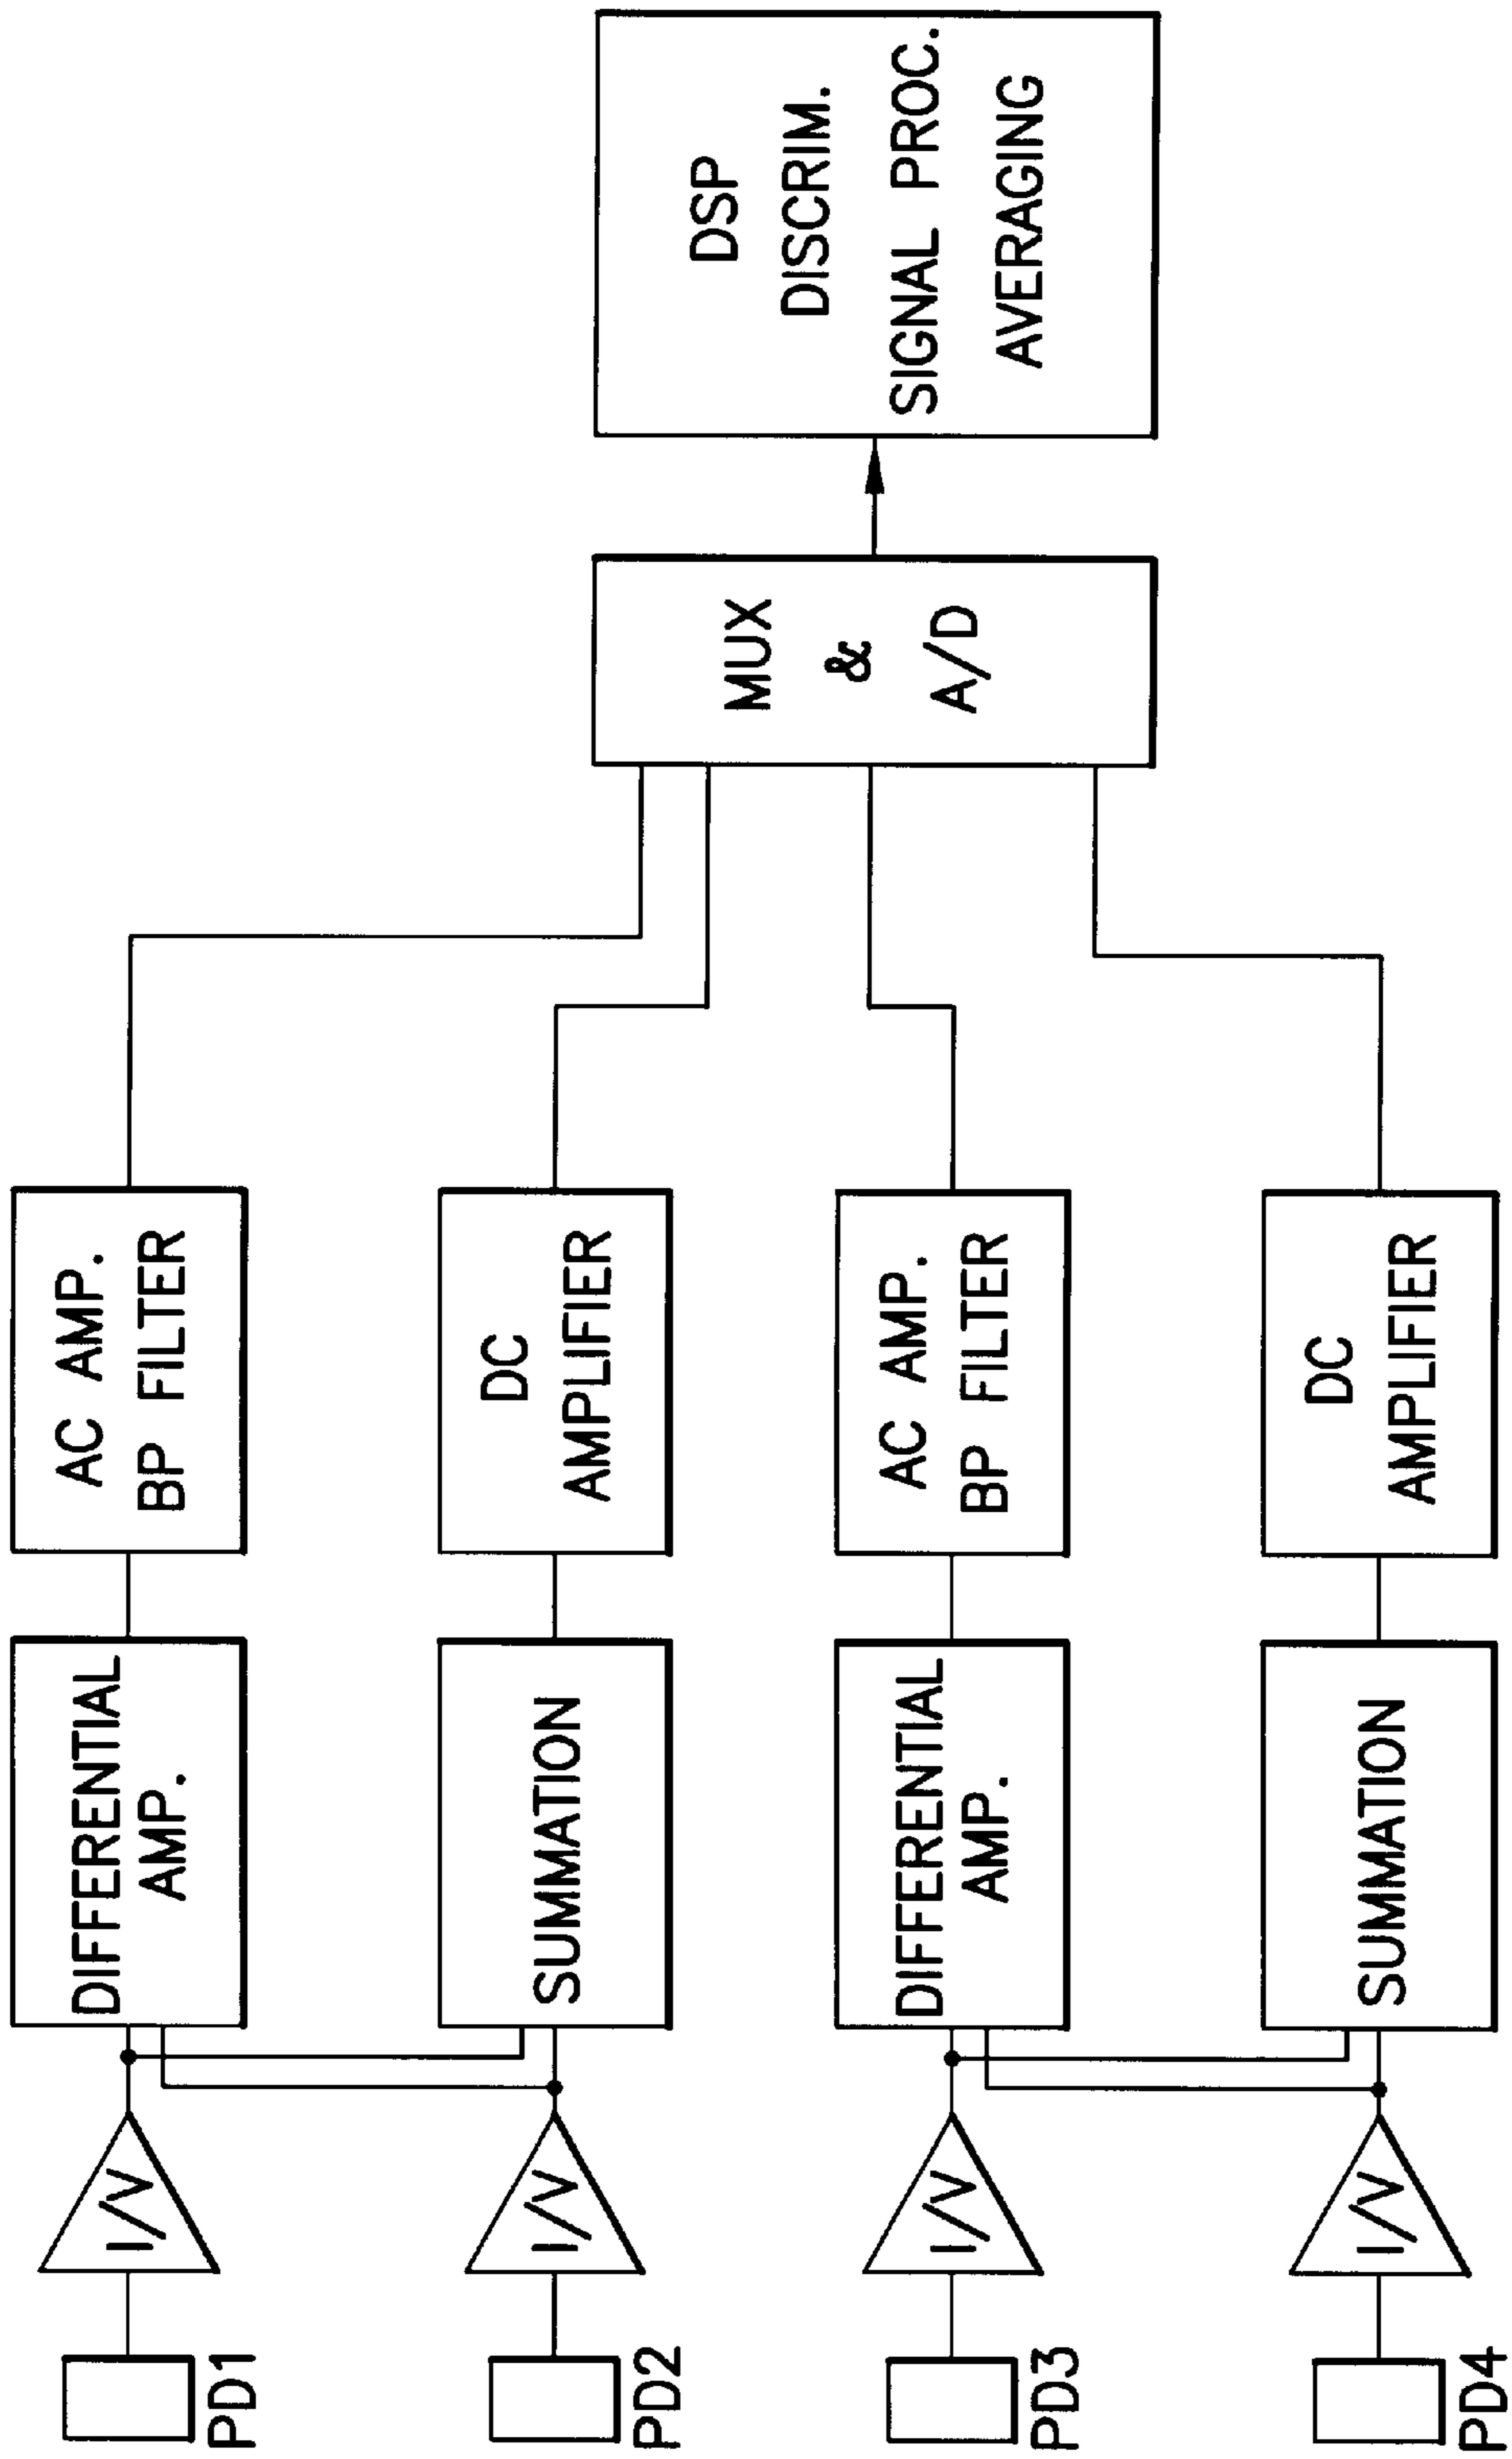 PD1
I/V
DIFFERENTIAL
AMP.
AC AMP.
BP FILTER
PD2
I/V
SUMMATION
DC
AMPLIFIER
PD3
I/V
DIFFERENTIAL
AMP.
AC AMP.
BP FILTER
PD4
I/V
SUMMATION
DC
AMPLIFIER
MUX
&
A/D
DSP
DISCRIM.
SIGNAL PROC.
AVERAGING